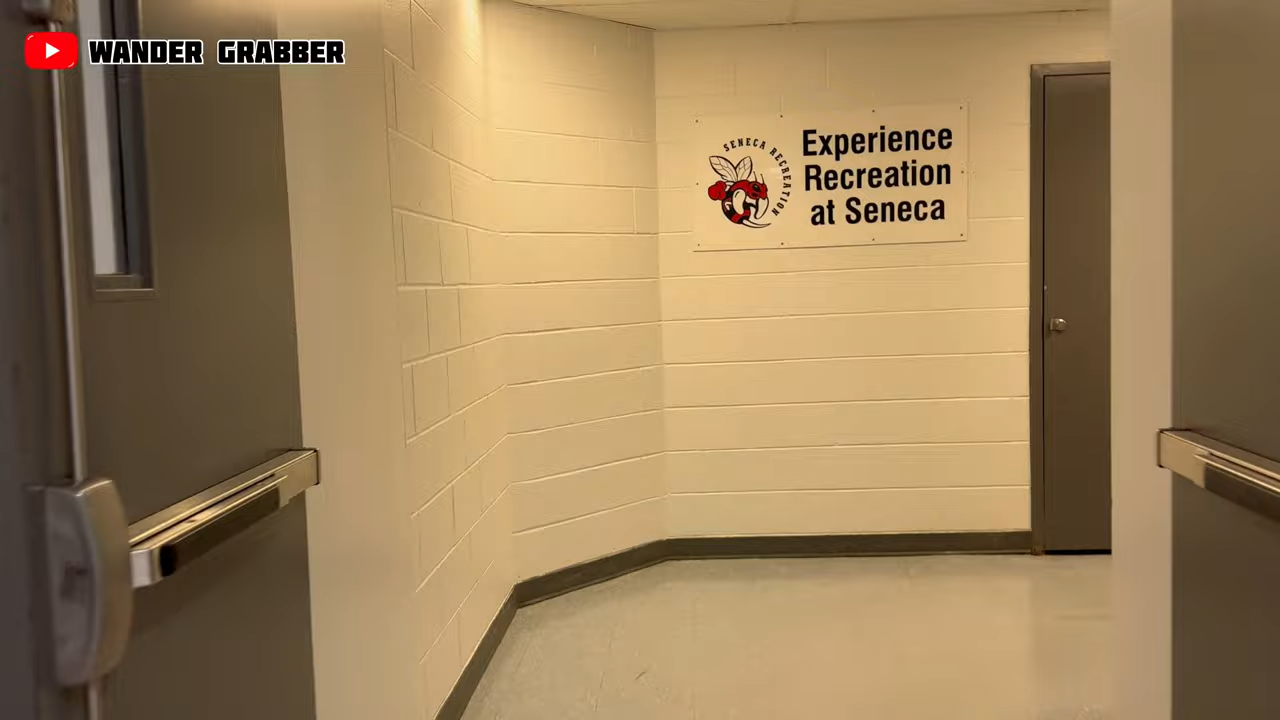 WANDER GRABBER
SENECA RECREATION
Experience
Recreation
at Seneca